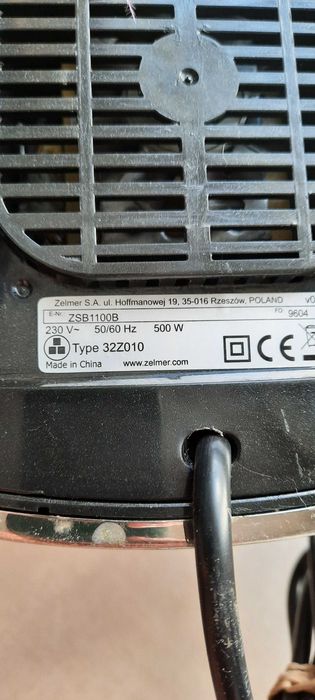 Zelmer S.A. ul. Hoffmanowej 19, 35-016 Rzeszów, POLAND v0
E-Nr. ZSB1100B FD 9604
230 V~ 50/60 Hz 500 W
Type 32Z010
Made in China www.zelmer.com
CE